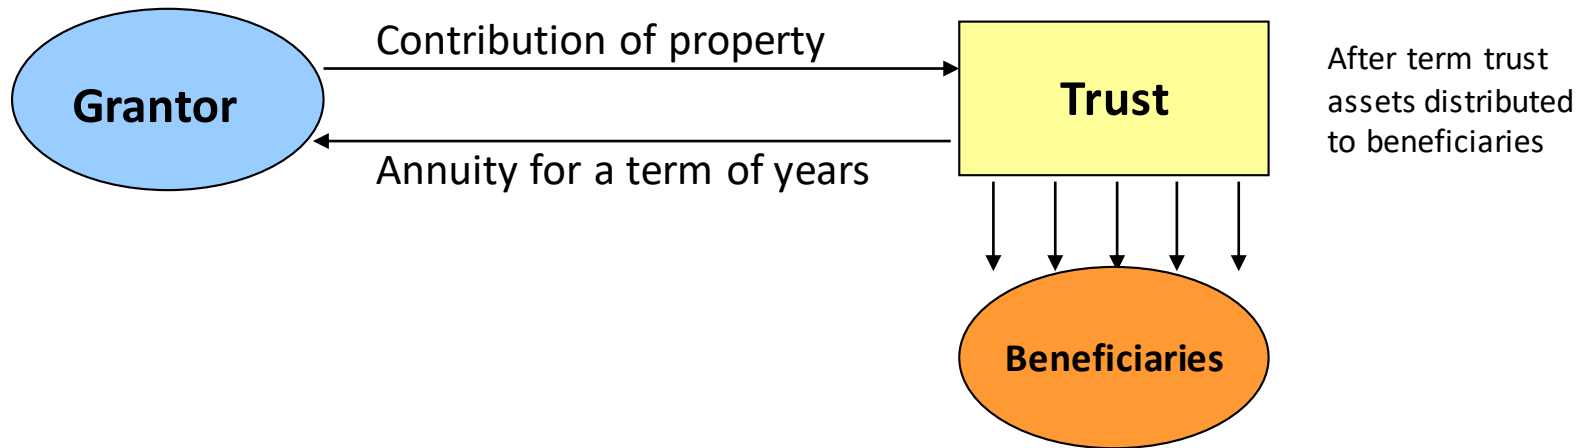 Contribution of property
Grantor
Annuity for a term of years
Trust
After term trust
assets distributed
to beneficiaries
Beneficiaries